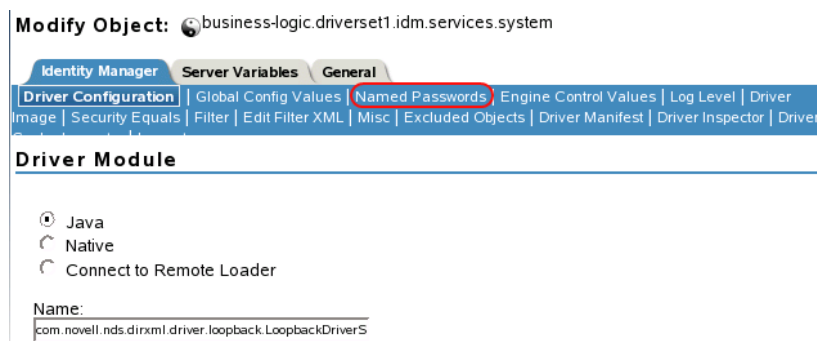 Modify Object: business-logic.driverset1.idm.services.system
Identity Manager Server Variables General
Driver Configuration | Global Config Values | Named Passwords | Engine Control Values | Log Level | Driver
Image | Security Equals | Filter | Edit Filter XML | Misc | Excluded Objects | Driver Manifest | Driver Inspector | Driver
Driver Module
Java
Native
Connect to Remote Loader
Name:
com.novell.nds.dirxml.driver.loopback.LoopbackDriverS